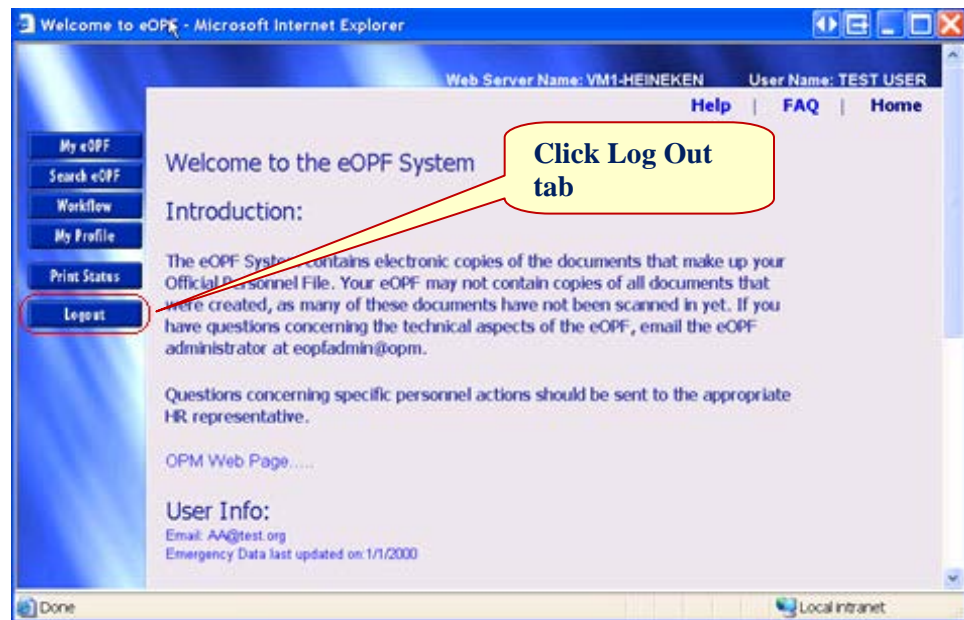 Welcome to eOPF - Microsoft Internet Explorer
Web Server Name: VM1-HEINEKEN User Name: TEST USER
Help | FAQ | Home
My eOPF
Search eOPF
Workflow
My Profile
Print Status
Logout
Click Log Out
tab
Welcome to the eOPF System
Introduction:
The eOPF System contains electronic copies of the documents that make up your
Official Personnel File. Your eOPF may not contain copies of all documents that
were created, as many of these documents have not been scanned in yet. If you
have questions concerning the technical aspects of the eOPF, email the eOPF
administrator at eopfadmin@opm.
Questions concerning specific personnel actions should be sent to the appropriate
HR representative.
OPM Web Page.....
User Info:
Email: AA@test.org
Emergency Data last updated on:1/1/2000
Done
Local intranet